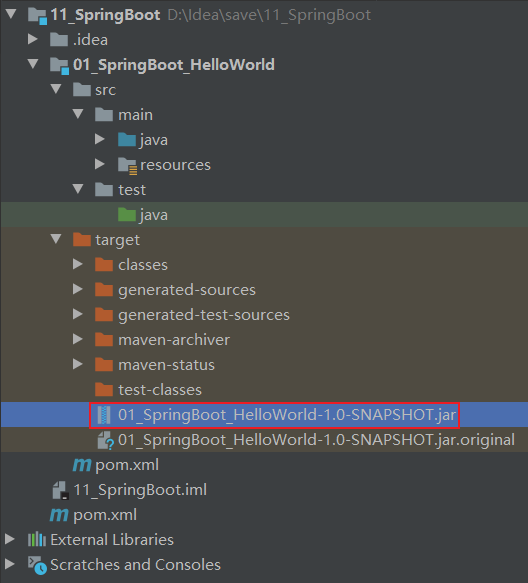 11_SpringBoot D:\Idea\save\11_SpringBoot
.idea
01_SpringBoot_HelloWorld
src
main
java
resources
test
java
target
classes
generated-sources
generated-test-sources
maven-archiver
maven-status
test-classes
01_SpringBoot_HelloWorld-1.0-SNAPSHOT.jar
01_SpringBoot_HelloWorld-1.0-SNAPSHOT.jar.original
pom.xml
11_SpringBoot.iml
pom.xml
External Libraries
Scratches and Consoles